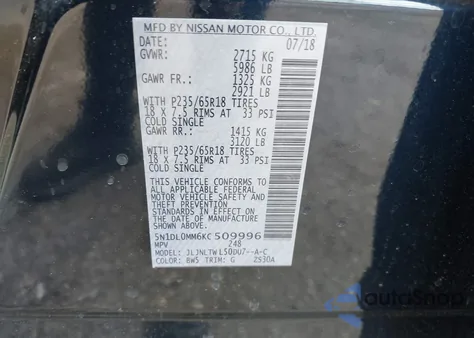 MFD BY NISSAN MOTOR CO., LTD.
DATE: 07/18
GVWR: 2715 KG
5986 LB
GAWR FR.: 1325 KG
2921 LB
WITH P235/65R18 TIRES
18 X 7.5 RIMS AT 33 PSI
COLD SINGLE
GAWR RR.: 1415 KG
3120 LB
WITH P235/65R18 TIRES
18 X 7.5 RIMS AT 33 PSI
COLD SINGLE
THIS VEHICLE CONFORMS TO
ALL APPLICABLE FEDERAL
MOTOR VEHICLE SAFETY AND
THEFT PREVENTION STANDARDS
IN EFFECT ON THE DATE OF
MANUFACTURE SHOWN ABOVE.
5N1DL0MM6KC509996
MPV 248
MODEL: JLJNLTWL50DU7--A-C
COLOR: BW5 TRIM: G 2S30A
AutoSnap